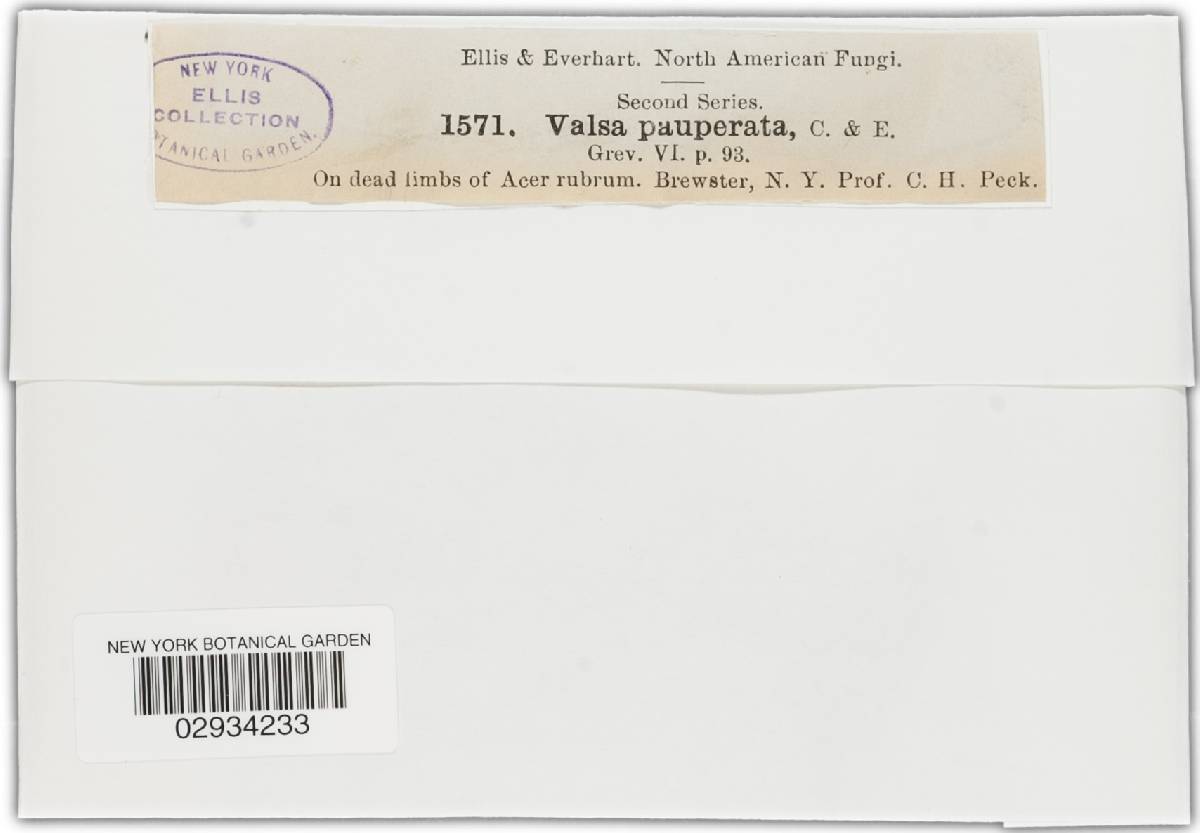 Ellis & Everhart. North American Fungi.
Second Series.
1571. Valsa pauperata, C. & E.
Grev. VI. p. 93.
On dead limbs of Acer rubrum. Brewster, N. Y. Prof. C. H. Peck.
NEW YORK
ELLIS
COLLECTION
BOTANICAL GARDEN.
NEW YORK BOTANICAL GARDEN
02934233